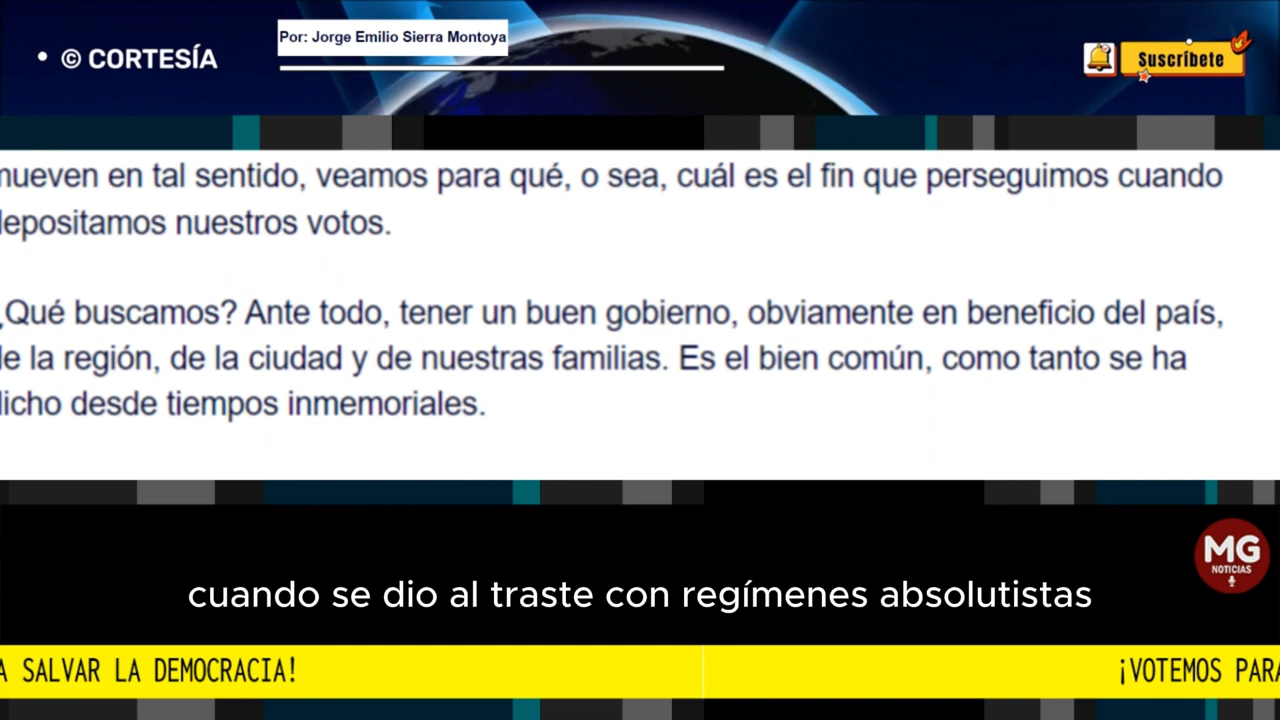 • © CORTESÍA
Por: Jorge Emilio Sierra Montoya
Suscríbete
mueven en tal sentido, veamos para qué, o sea, cuál es el fin que perseguimos cuando
depositamos nuestros votos.
¿Qué buscamos? Ante todo, tener un buen gobierno, obviamente en beneficio del país,
de la región, de la ciudad y de nuestras familias. Es el bien común, como tanto se ha
dicho desde tiempos inmemoriales.
MG
NOTICIAS
cuando se dio al traste con regímenes absolutistas
A SALVAR LA DEMOCRACIA!
¡VOTEMOS PARA